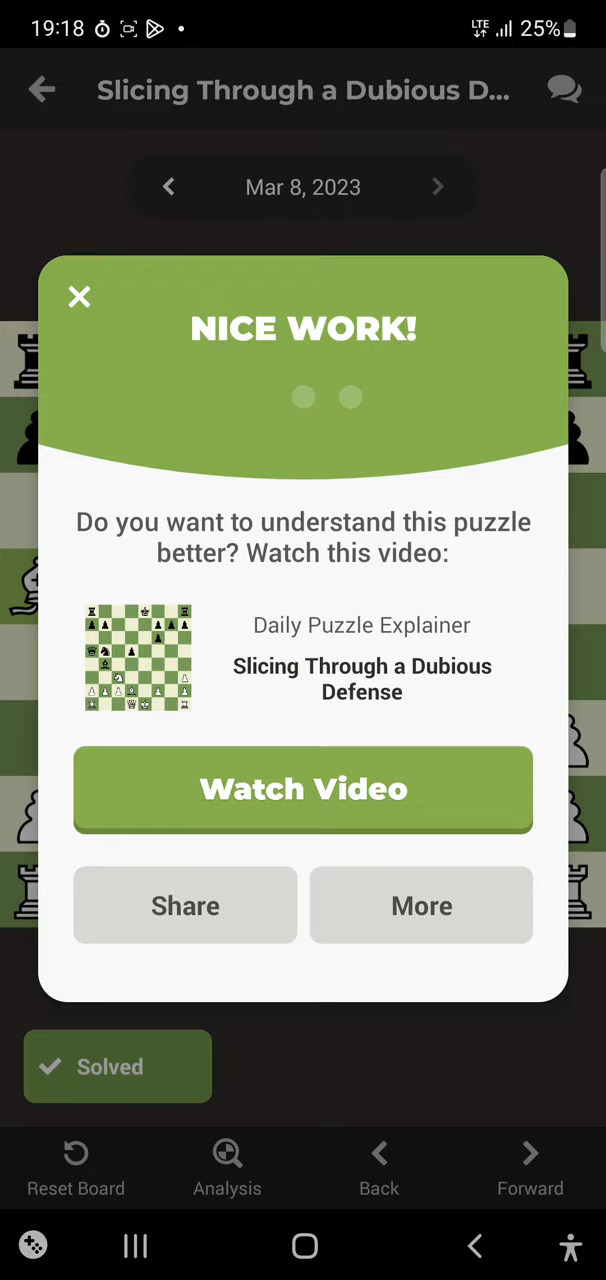 19:18
LTE
25%
Slicing Through a Dubious D...
Mar 8, 2023
NICE WORK!
Do you want to understand this puzzle
better? Watch this video:
Daily Puzzle Explainer
Slicing Through a Dubious
Defense
Watch Video
Share
More
Solved
Reset Board
Analysis
Back
Forward